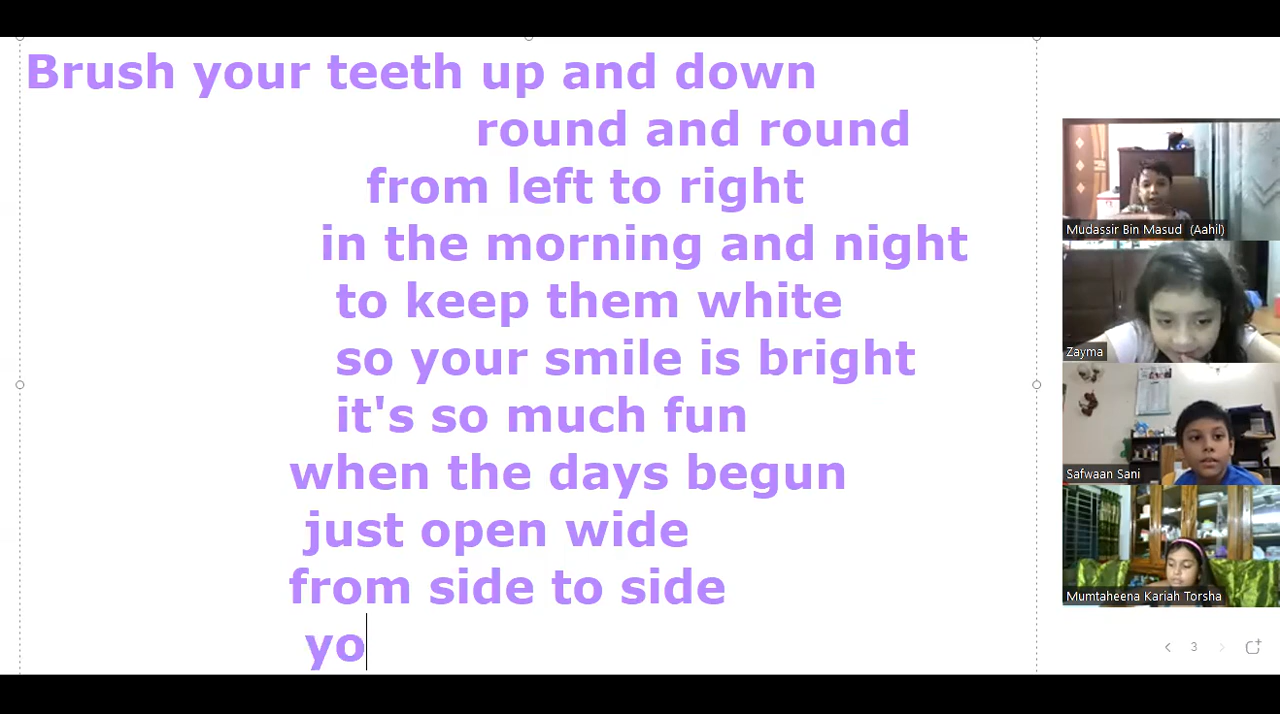 Brush your teeth up and down
round and round
from left to right
in the morning and night
to keep them white
so your smile is bright
it's so much fun
when the days begun
just open wide
from side to side
yo
Mudassir Bin Masud (Aahil)
Zayma
Safwaan Sani
Mumtaheena Kariah Torsha
3